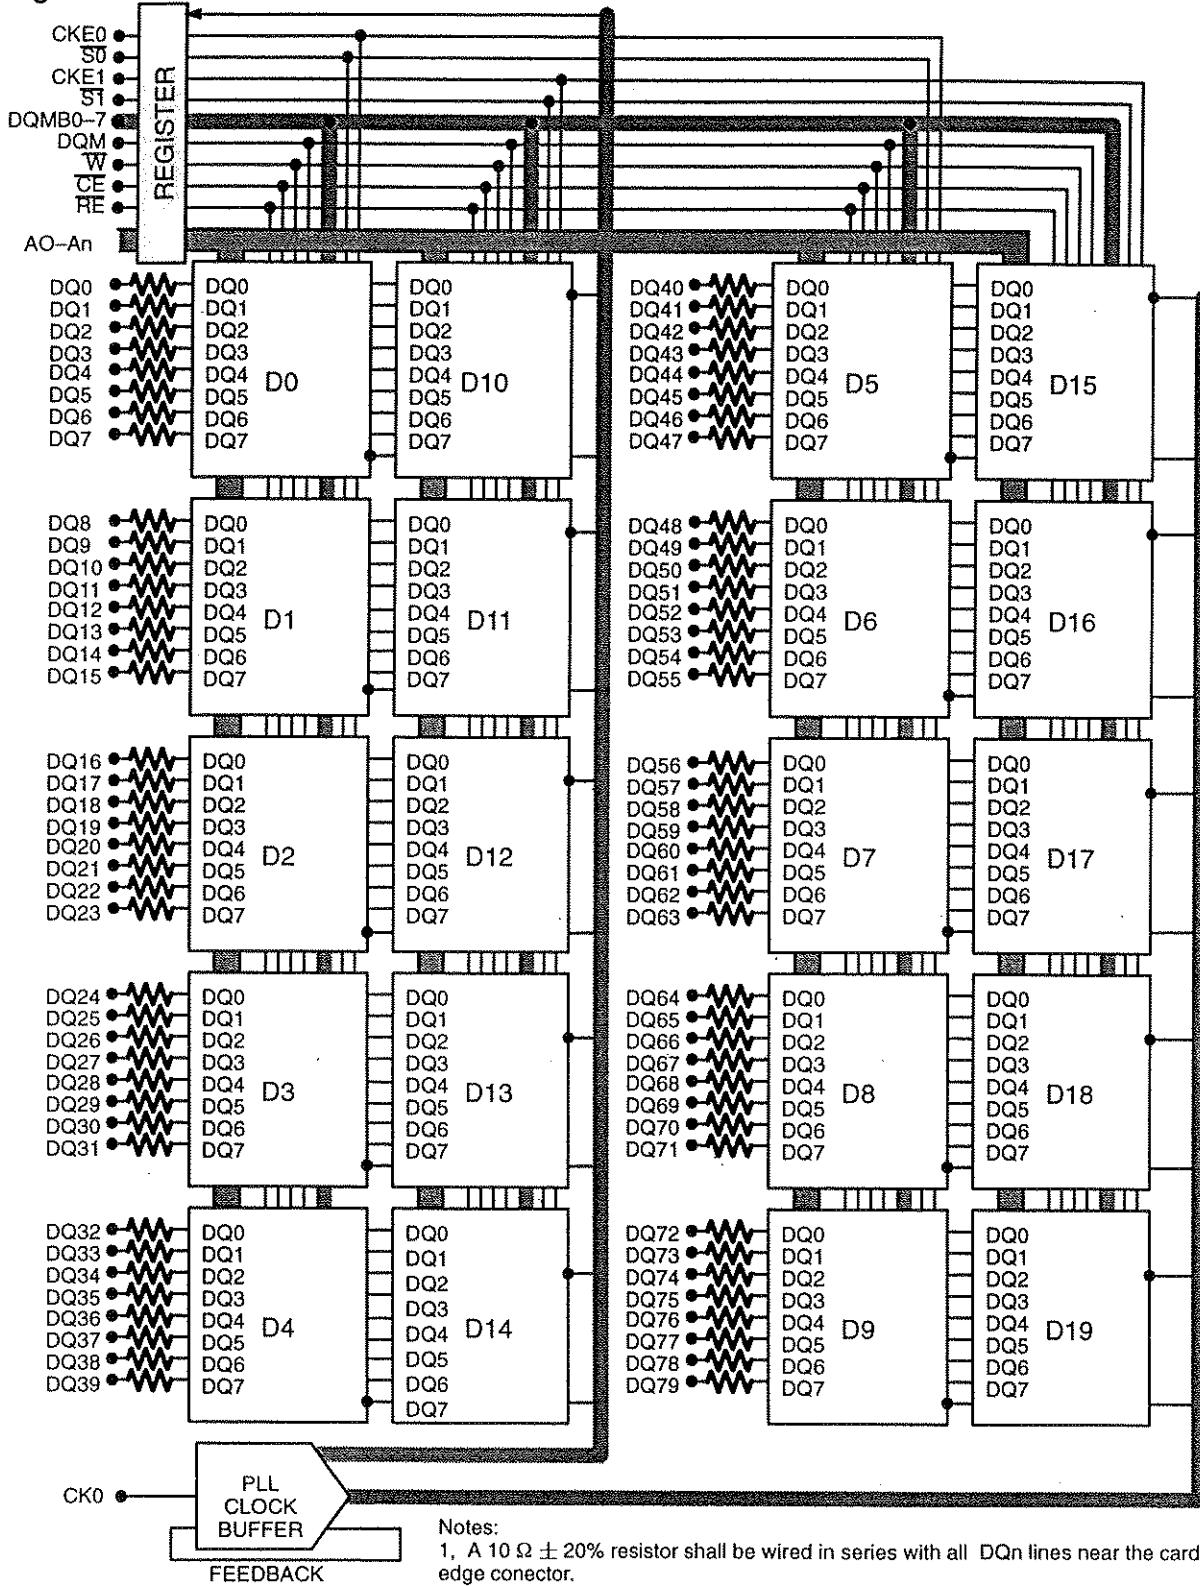 CKE0
S̅0̅
CKE1
S̅1̅
DQMB0–7
DQM
W̅
C̅E̅
R̅E̅
AO–An
REGISTER
DQ0
DQ1
DQ2
DQ3
DQ4
DQ5
DQ6
DQ7
DQ0
DQ1
DQ2
DQ3
DQ4
DQ5
DQ6
DQ7
D0
DQ0
DQ1
DQ2
DQ3
DQ4
DQ5
DQ6
DQ7
D10
DQ40
DQ41
DQ42
DQ43
DQ44
DQ45
DQ46
DQ47
DQ0
DQ1
DQ2
DQ3
DQ4
DQ5
DQ6
DQ7
D5
DQ0
DQ1
DQ2
DQ3
DQ4
DQ5
DQ6
DQ7
D15
DQ8
DQ9
DQ10
DQ11
DQ12
DQ13
DQ14
DQ15
DQ0
DQ1
DQ2
DQ3
DQ4
DQ5
DQ6
DQ7
D1
DQ0
DQ1
DQ2
DQ3
DQ4
DQ5
DQ6
DQ7
D11
DQ48
DQ49
DQ50
DQ51
DQ52
DQ53
DQ54
DQ55
DQ0
DQ1
DQ2
DQ3
DQ4
DQ5
DQ6
DQ7
D6
DQ0
DQ1
DQ2
DQ3
DQ4
DQ5
DQ6
DQ7
D16
DQ16
DQ17
DQ18
DQ19
DQ20
DQ21
DQ22
DQ23
DQ0
DQ1
DQ2
DQ3
DQ4
DQ5
DQ6
DQ7
D2
DQ0
DQ1
DQ2
DQ3
DQ4
DQ5
DQ6
DQ7
D12
DQ56
DQ57
DQ58
DQ59
DQ60
DQ61
DQ62
DQ63
DQ0
DQ1
DQ2
DQ3
DQ4
DQ5
DQ6
DQ7
D7
DQ0
DQ1
DQ2
DQ3
DQ4
DQ5
DQ6
DQ7
D17
DQ24
DQ25
DQ26
DQ27
DQ28
DQ29
DQ30
DQ31
DQ0
DQ1
DQ2
DQ3
DQ4
DQ5
DQ6
DQ7
D3
DQ0
DQ1
DQ2
DQ3
DQ4
DQ5
DQ6
DQ7
D13
DQ64
DQ65
DQ66
DQ67
DQ68
DQ69
DQ70
DQ71
DQ0
DQ1
DQ2
DQ3
DQ4
DQ5
DQ6
DQ7
D8
DQ0
DQ1
DQ2
DQ3
DQ4
DQ5
DQ6
DQ7
D18
DQ32
DQ33
DQ34
DQ35
DQ36
DQ37
DQ38
DQ39
DQ0
DQ1
DQ2
DQ3
DQ4
DQ5
DQ6
DQ7
D4
DQ0
DQ1
DQ2
DQ3
DQ4
DQ5
DQ6
DQ7
D14
DQ72
DQ73
DQ74
DQ75
DQ76
DQ77
DQ78
DQ79
DQ0
DQ1
DQ2
DQ3
DQ4
DQ5
DQ6
DQ7
D9
DQ0
DQ1
DQ2
DQ3
DQ4
DQ5
DQ6
DQ7
D19
CK0
PLL
CLOCK
BUFFER
FEEDBACK
Notes:
1, A 10 Ω ± 20% resistor shall be wired in series with all DQn lines near the card
edge conector.